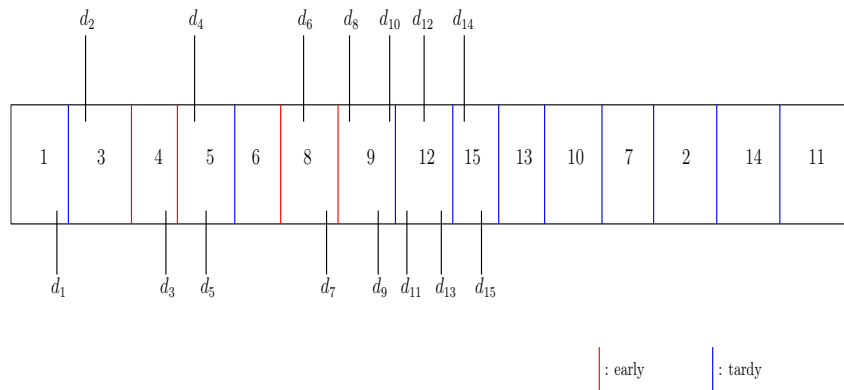 d₂ d₄ d₆ d₈ d₁₀ d₁₂ d₁₄
1 3 4 5 6 8 9 12 15 13 10 7 2 14 11
d₁ d₃ d₅ d₇ d₉ d₁₁ d₁₃ d₁₅
: early : tardy